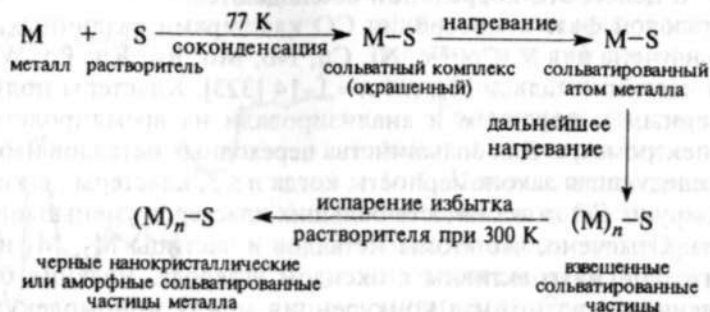 77 К нагревание
M + S → M–S → M–S
соконденсация
металл растворитель сольватный комплекс сольватированный
(окрашенный) атом металла
дальнейшее
нагревание
испарение избытка
(M)n–S ← (M)n–S
растворителя при 300 К
черные нанокристаллические взвешенные
или аморфные сольватированные сольватированные
частицы металла частицы